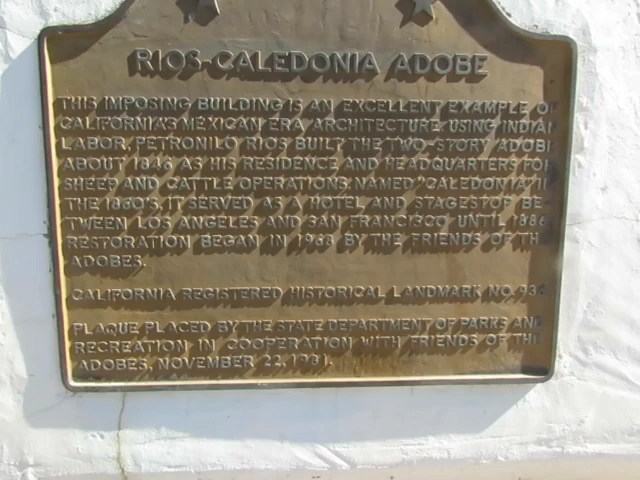 RIOS-CALEDONIA ADOBE
THIS IMPOSING BUILDING IS AN EXCELLENT EXAMPLE OF
CALIFORNIA'S MEXICAN ERA ARCHITECTURE. USING INDIAN
LABOR, PETRONILO RIOS BUILT THE TWO-STORY ADOBE
ABOUT 1846 AS HIS RESIDENCE AND HEADQUARTERS FOR
SHEEP AND CATTLE OPERATIONS. NAMED "CALEDONIA" IN
THE 1860'S, IT SERVED AS A HOTEL AND STAGESTOP BE-
TWEEN LOS ANGELES AND SAN FRANCISCO UNTIL 1886.
RESTORATION BEGAN IN 1968 BY THE FRIENDS OF THE
ADOBES.
CALIFORNIA REGISTERED HISTORICAL LANDMARK NO.
PLAQUE PLACED BY THE STATE DEPARTMENT OF PARKS AND
RECREATION IN COOPERATION WITH FRIENDS OF THE
ADOBES, NOVEMBER 22, 1981.